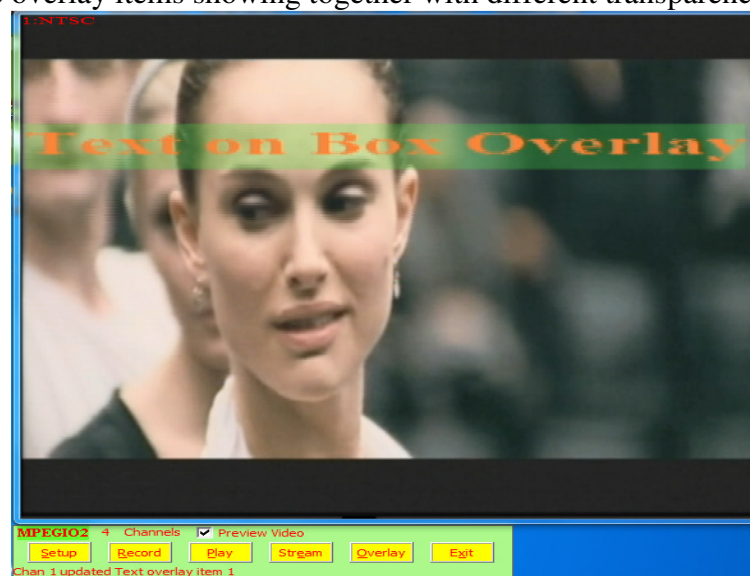 overlay items showing together with different transparenc
1:NTSC
Text on Box Overlay
MPEGIO2 4 Channels Preview Video
Setup Record Play Stream Overlay Exit
Chan 1 updated Text overlay item 1